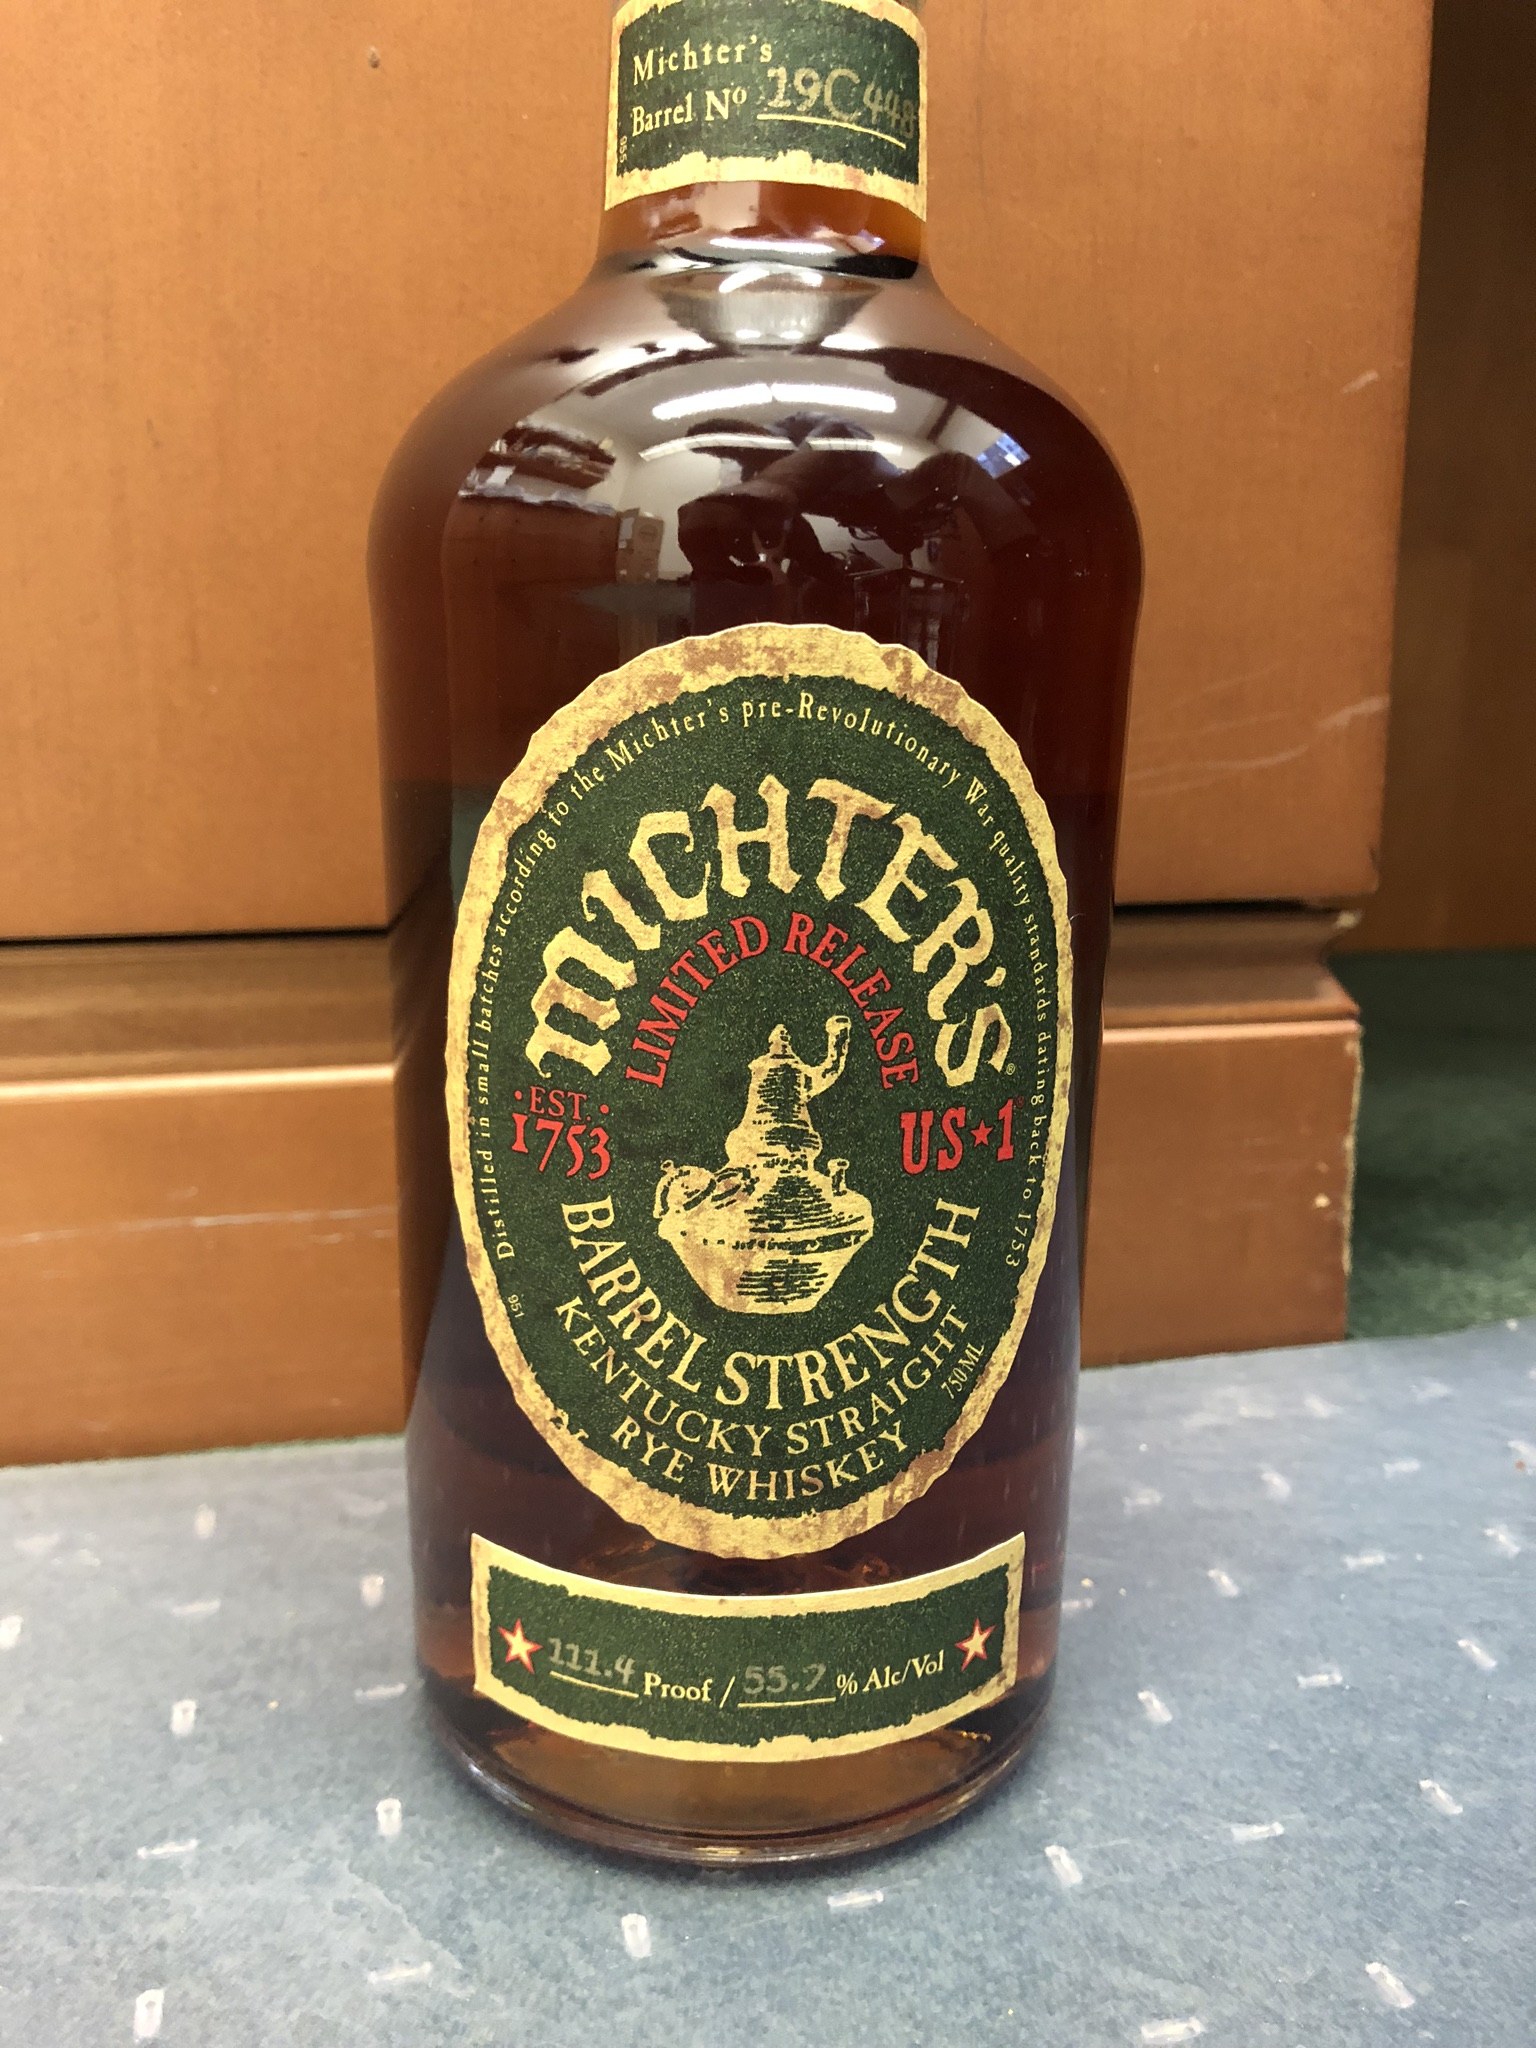 Michter's
Barrel Nº 19C448
Distilled in small batches according to the Michter's pre-Revolutionary War quality standards dating back to 1753
MICHTER'S®
LIMITED RELEASE
·EST.·
1753
US★1®
BARREL STRENGTH
KENTUCKY STRAIGHT
RYE WHISKEY
750ML
951
111.4 Proof / 55.7 % Alc/Vol